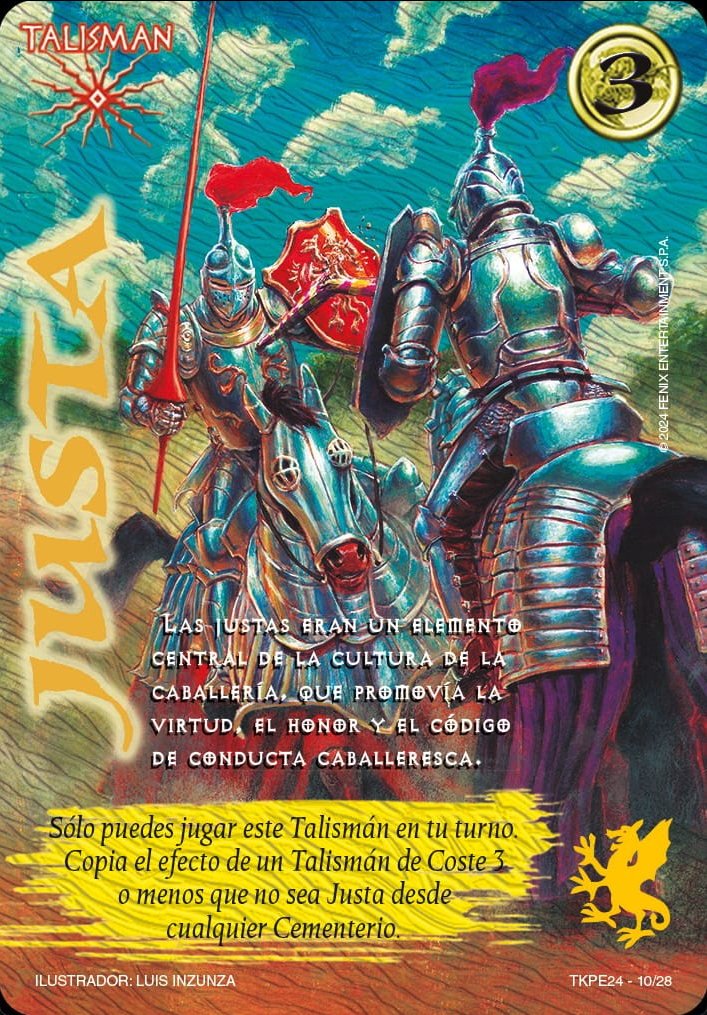 TALISMAN
3
JUSTA
© 2024 FENIX ENTERTAINMENT S.P.A.
LAS JUSTAS ERAN UN ELEMENTO
CENTRAL DE LA CULTURA DE LA
CABALLERÍA, QUE PROMOVÍA LA
VIRTUD, EL HONOR Y EL CÓDIGO
DE CONDUCTA CABALLERESCA.
Sólo puedes jugar este Talismán en tu turno.
Copia el efecto de un Talismán de Coste 3
o menos que no sea Justa desde
cualquier Cementerio.
ILUSTRADOR: LUIS INZUNZA
TKPE24 - 10/28